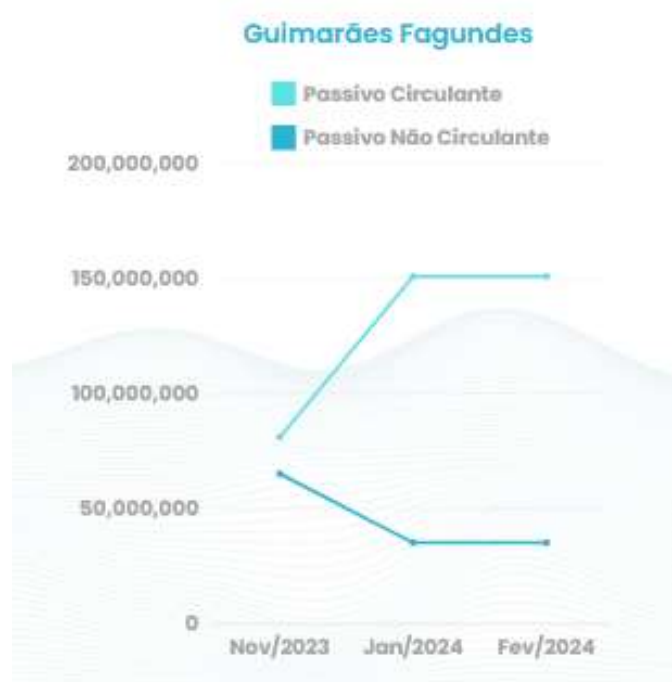 Guimarães Fagundes
Passivo Circulante
Passivo Não Circulante
200,000,000
150,000,000
100,000,000
50,000,000
0
Nov/2023 Jan/2024 Fev/2024